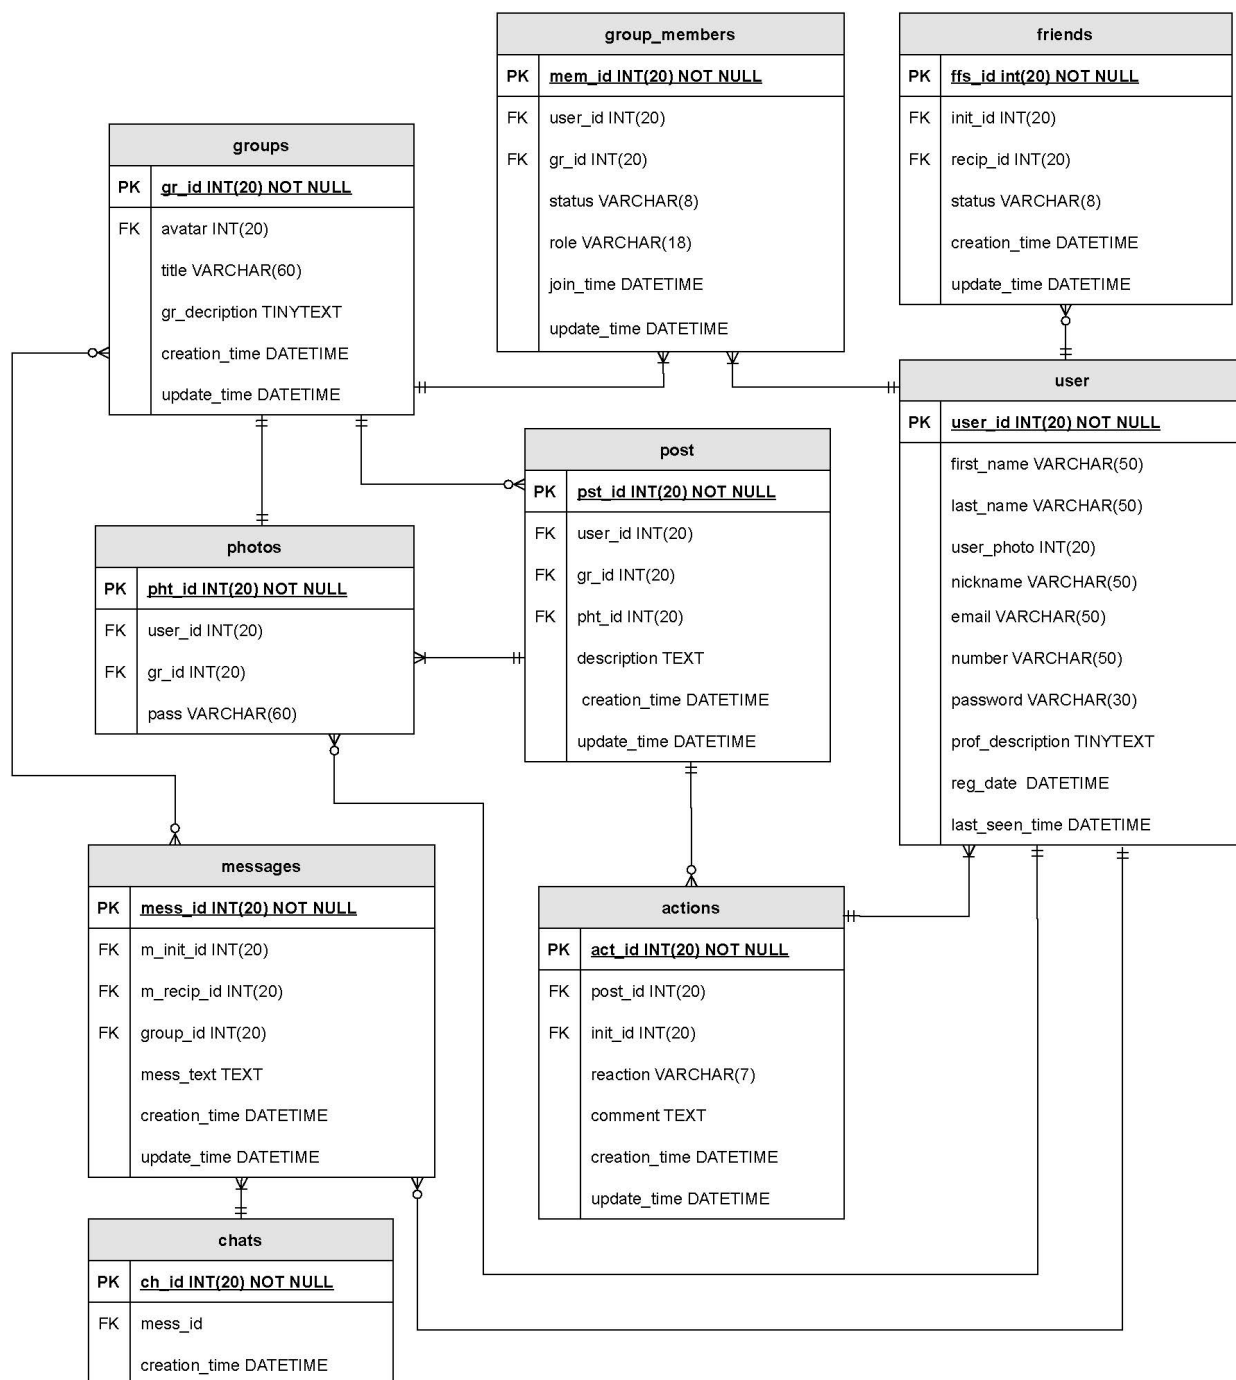 group_members
PK mem_id INT(20) NOT NULL
FK user_id INT(20)
FK gr_id INT(20)
status VARCHAR(8)
role VARCHAR(18)
join_time DATETIME
update_time DATETIME
friends
PK ffs_id int(20) NOT NULL
FK init_id INT(20)
FK recip_id INT(20)
status VARCHAR(8)
creation_time DATETIME
update_time DATETIME
groups
PK gr_id INT(20) NOT NULL
FK avatar INT(20)
title VARCHAR(60)
gr_decription TINYTEXT
creation_time DATETIME
update_time DATETIME
user
PK user_id INT(20) NOT NULL
first_name VARCHAR(50)
last_name VARCHAR(50)
user_photo INT(20)
nickname VARCHAR(50)
email VARCHAR(50)
number VARCHAR(50)
password VARCHAR(30)
prof_description TINYTEXT
reg_date DATETIME
last_seen_time DATETIME
post
PK pst_id INT(20) NOT NULL
FK user_id INT(20)
FK gr_id INT(20)
FK pht_id INT(20)
description TEXT
creation_time DATETIME
update_time DATETIME
photos
PK pht_id INT(20) NOT NULL
FK user_id INT(20)
FK gr_id INT(20)
pass VARCHAR(60)
messages
PK mess_id INT(20) NOT NULL
FK m_init_id INT(20)
FK m_recip_id INT(20)
FK group_id INT(20)
mess_text TEXT
creation_time DATETIME
update_time DATETIME
actions
PK act_id INT(20) NOT NULL
FK post_id INT(20)
FK init_id INT(20)
reaction VARCHAR(7)
comment TEXT
creation_time DATETIME
update_time DATETIME
chats
PK ch_id INT(20) NOT NULL
FK mess_id
creation_time DATETIME